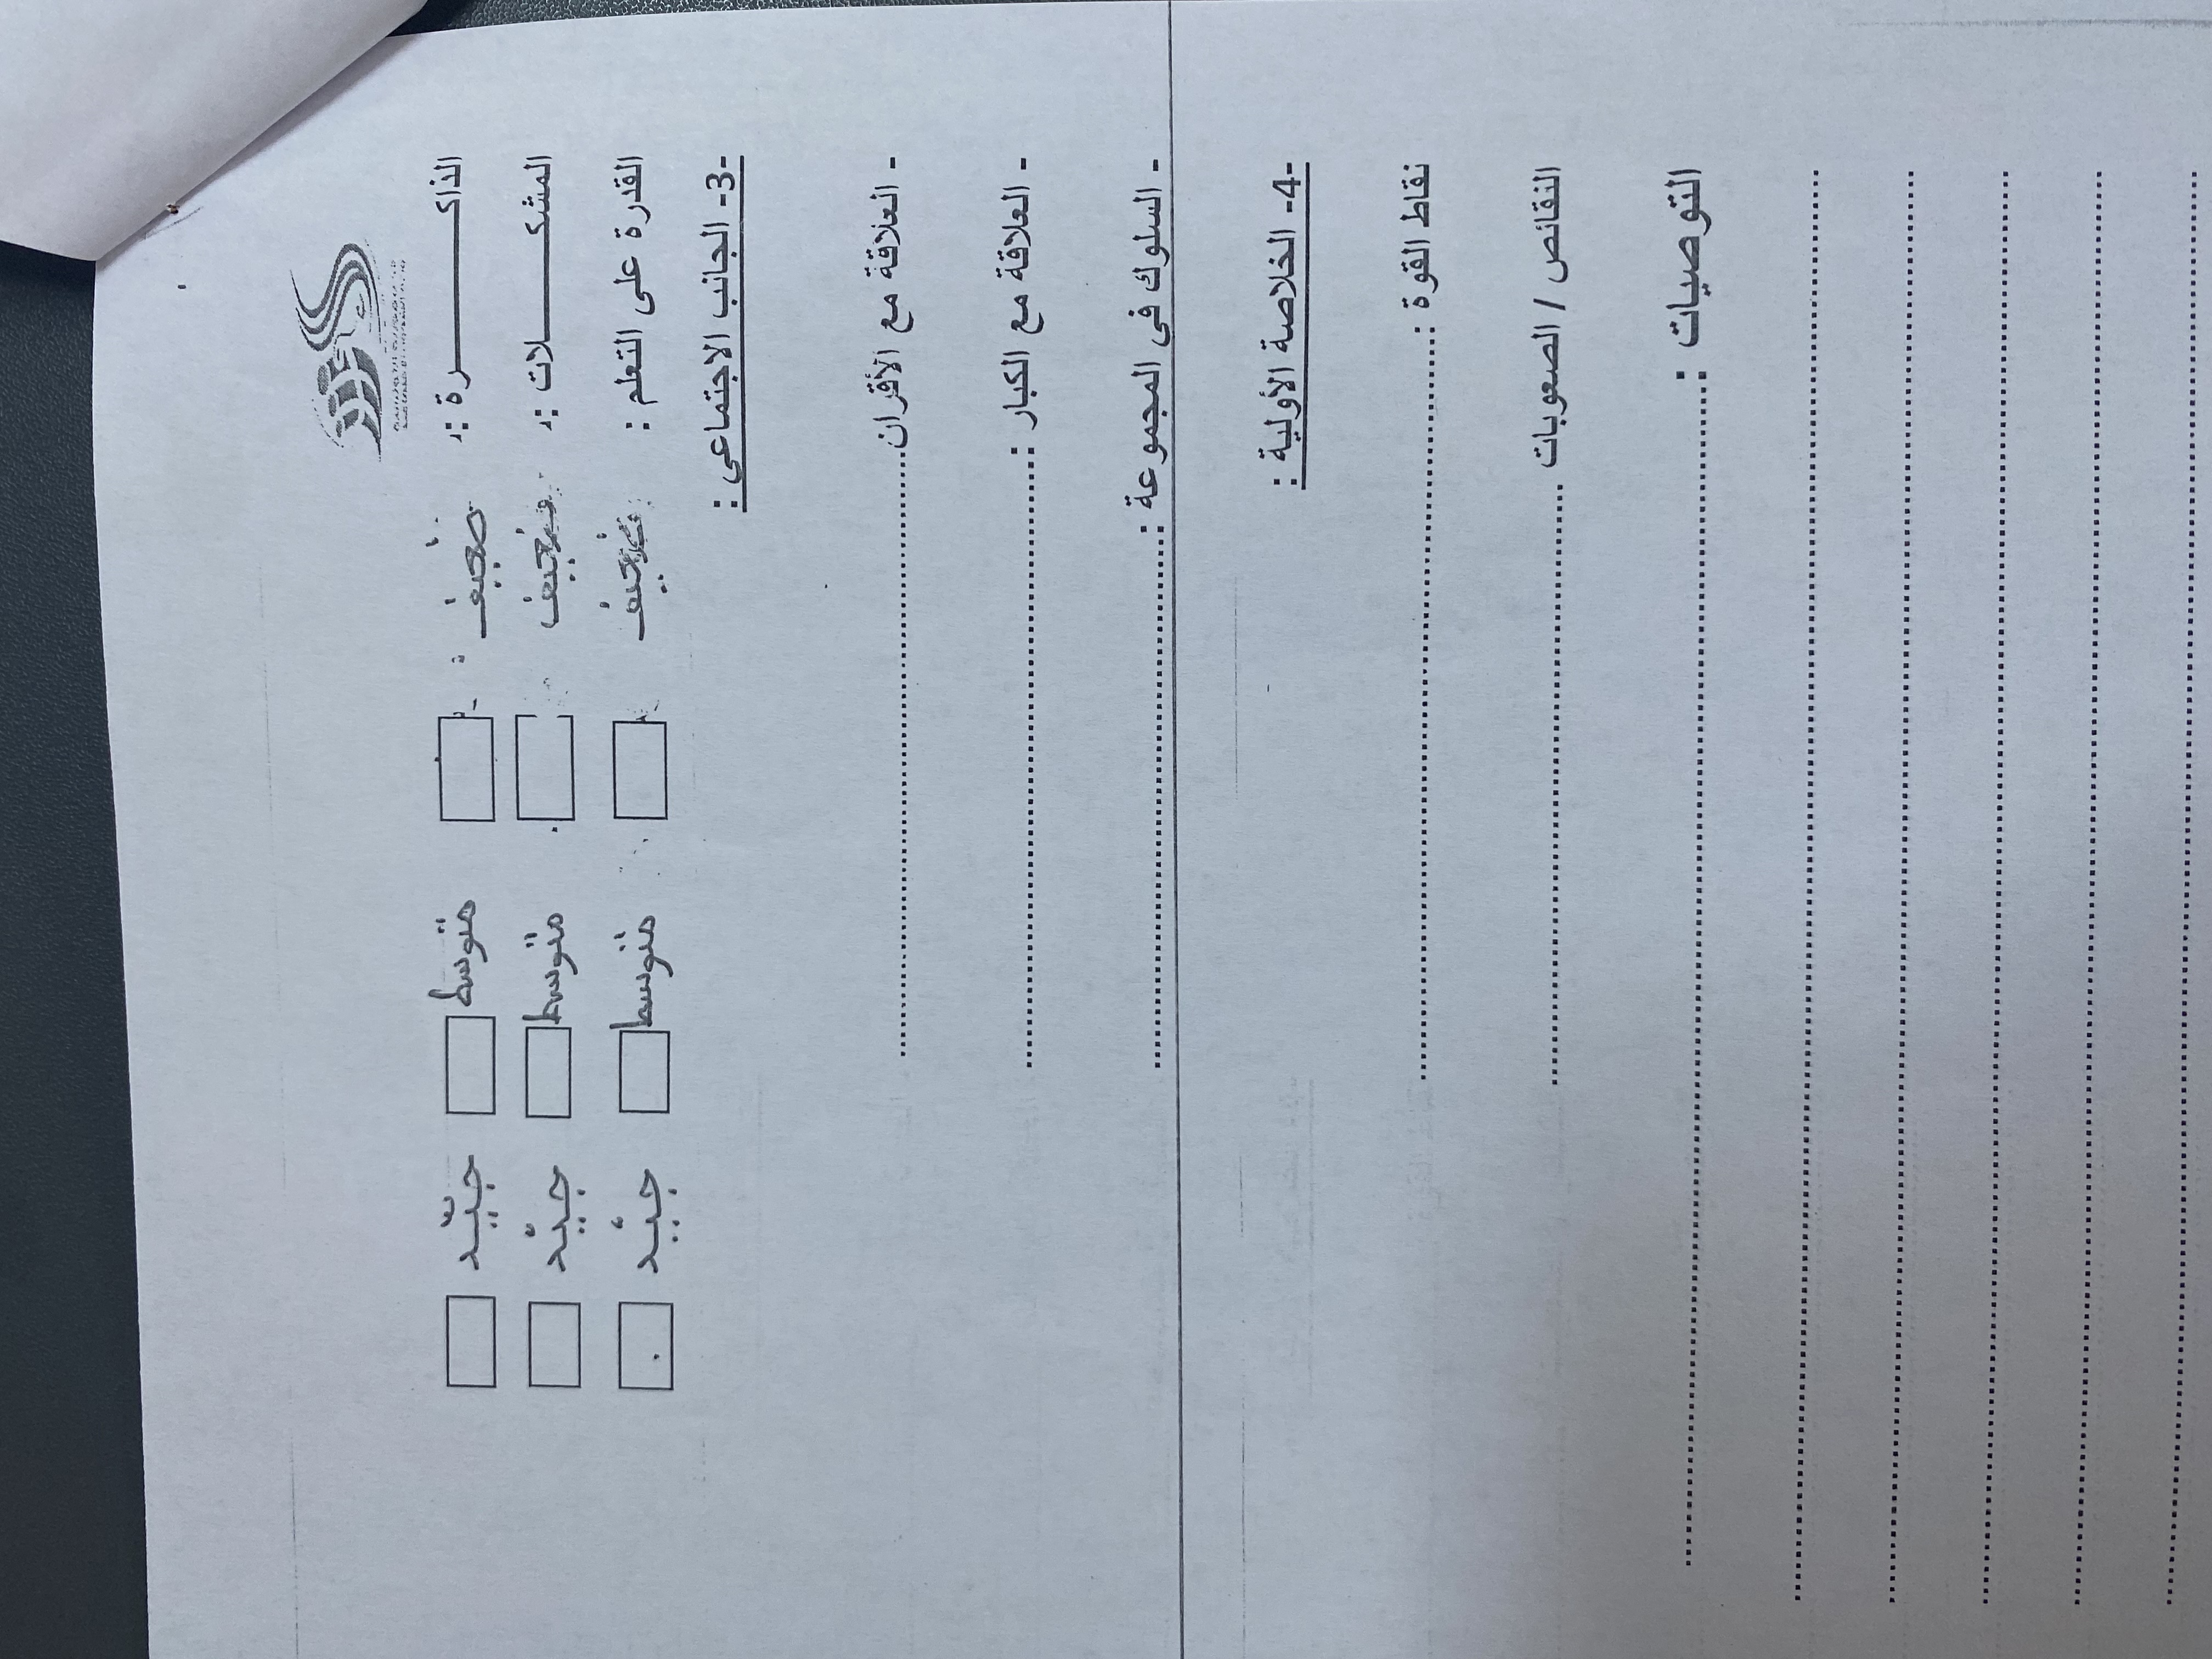 الذاكـــــرة : ضعيف متوسط جيّد
المشكـــــلات : ضعيف متوسط جيّد
القدرة على التعلم : ضعيف متوسط جيّد
-3- الجانب الاجتماعي :
- العلاقة مع الأقران..........................................................
- العلاقة مع الكبار :..........................................................
- السلوك في المجموعة :...................................................
-4- الخلاصة الأولية :
نقاط القوة :......................................................................
النقائص / الصعوبات ..........................................................
التوصيات :..............................................................................................................